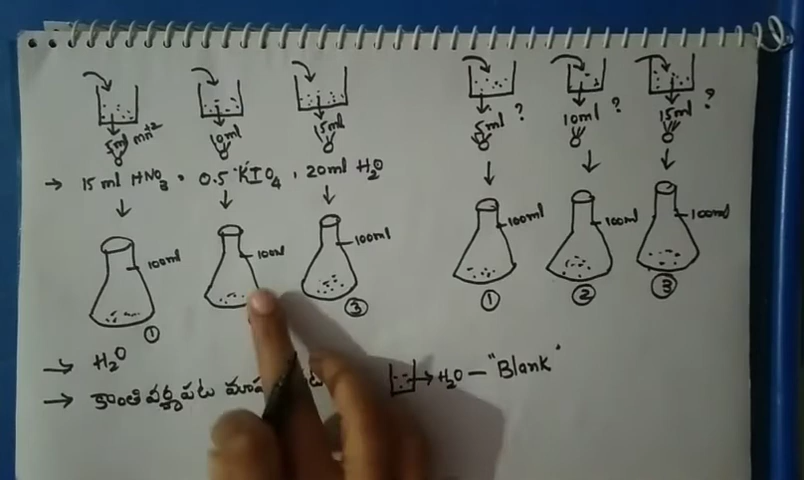 5ml mn+2 10ml 15ml 5ml ? 10ml ? 15ml ?
→ 15 ml HNO3, 0.5 KIO4, 20ml H2O
100ml 100ml 100ml 100ml 100ml 100ml
① ③ ① ② ③
→ H2O
→ కాంతి వర్ణపటు
→ H2O — "Blank"